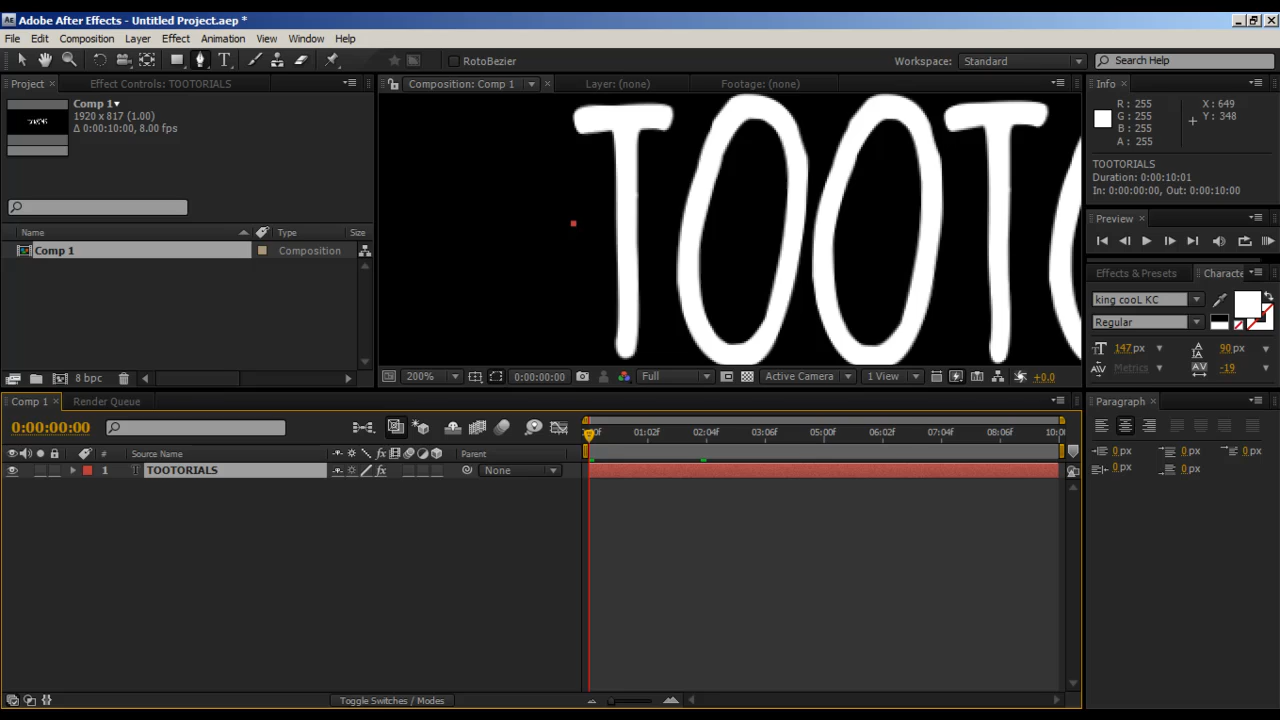 Adobe After Effects - Untitled Project.aep *
File Edit Composition Layer Effect Animation View Window Help
RotoBezier
Workspace: Standard
Search Help
Project
Effect Controls: TOOTORIALS
Composition: Comp 1
Layer: (none)
Footage: (none)
Info
Comp 1
1920 x 817 (1.00)
Δ 0:00:10:00, 8.00 fps
TOOT
R : 255
G : 255
B : 255
A : 255
X : 649
Y : 348
TOOTORIALS
Duration: 0:00:10:01
In: 0:00:00:00, Out: 0:00:10:00
Preview
Name Type Size
Comp 1 Composition
Effects & Presets
Characte
king cooL KC
Regular
147 px
90 px
Metrics
-19
8 bpc
200%
0:00:00:00
Full
Active Camera
1 View
+0.0
Comp 1
Render Queue
Paragraph
0:00:00:00
:00f 01:02f 02:04f 03:06f 05:00f 06:02f 07:04f 08:06f 10:0
# Source Name Parent
1 TOOTORIALS None
0 px 0 px 0 px
0 px 0 px
Toggle Switches / Modes